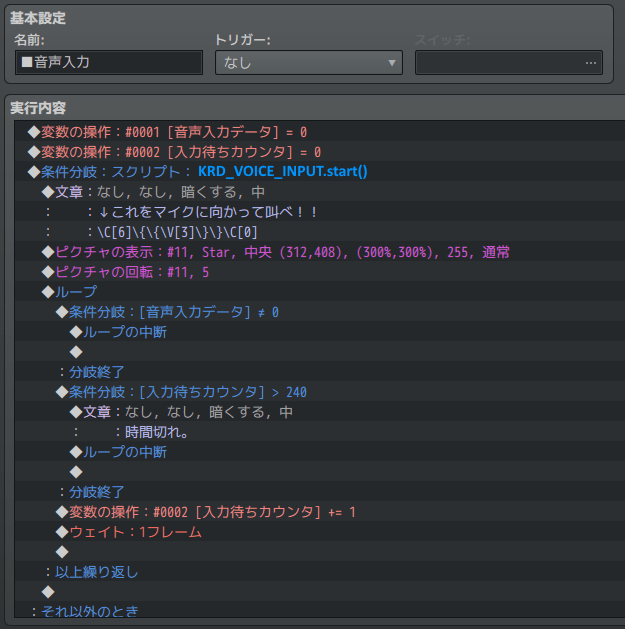 基本設定
名前: トリガー: スイッチ:
■音声入力 なし ...
実行内容
◆変数の操作：#0001 [音声入力データ] = 0
◆変数の操作：#0002 [入力待ちカウンタ] = 0
◆条件分岐：スクリプト： KRD_VOICE_INPUT.start()
◆文章：なし, なし, 暗くする, 中
：　　：↓これをマイクに向かって叫べ！！
：　　：\C[6]\{\{\V[3]\}\}\C[0]
◆ピクチャの表示：#11, Star, 中央 (312,408), (300%,300%), 255, 通常
◆ピクチャの回転：#11, 5
◆ループ
◆条件分岐：[音声入力データ] ≠ 0
◆ループの中断
◆
：分岐終了
◆条件分岐：[入力待ちカウンタ] > 240
◆文章：なし, なし, 暗くする, 中
：　　：時間切れ。
◆ループの中断
◆
：分岐終了
◆変数の操作：#0002 [入力待ちカウンタ] += 1
◆ウェイト：1フレーム
◆
：以上繰り返し
◆
：それ以外のとき